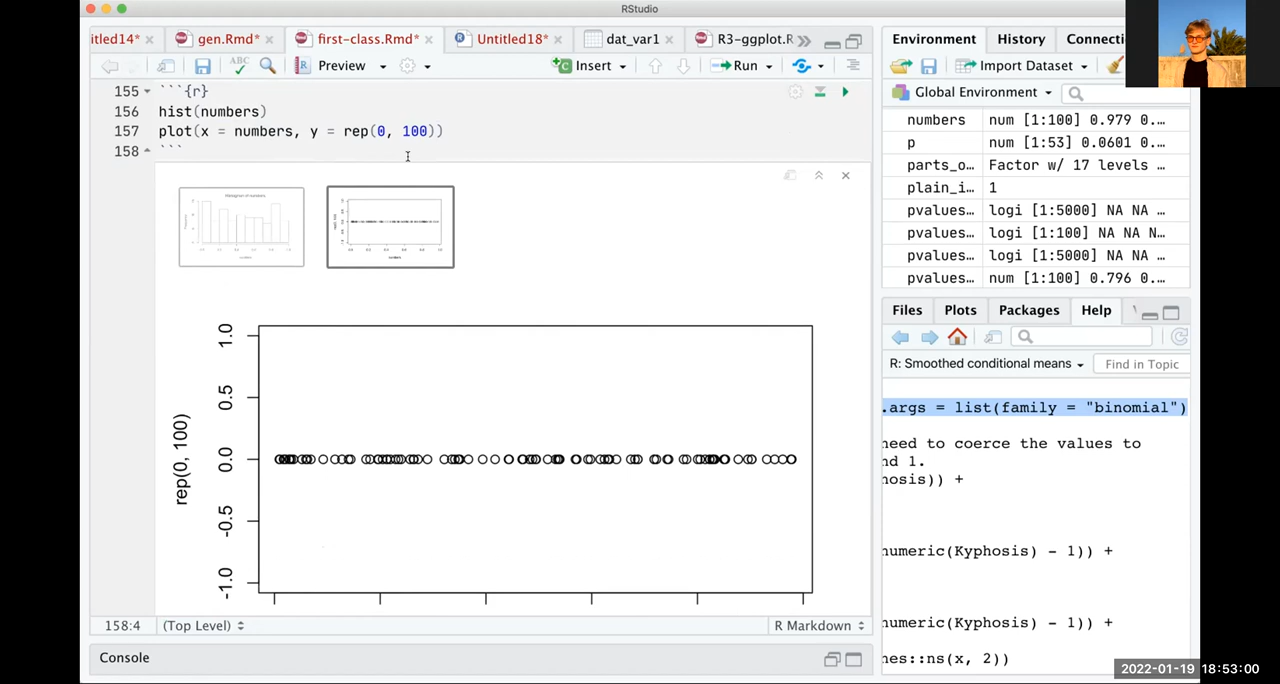 RStudio
itled14*
gen.Rmd*
first-class.Rmd*
Untitled18*
dat_var1
R3-ggplot.R
Environment
History
Connecti
ABC
Preview
Insert
Run
Import Dataset
Global Environment
155 ```{r}
156 hist(numbers)
157 plot(x = numbers, y = rep(0, 100))
158 ```
numbers num [1:100] 0.979 0.…
p num [1:53] 0.0601 0.…
parts_o… Factor w/ 17 levels …
plain_i… 1
pvalues… logi [1:5000] NA NA …
pvalues… logi [1:100] NA NA N…
pvalues… logi [1:5000] NA NA …
pvalues… num [1:100] 0.796 0.…
Histogram of numbers
Files
Plots
Packages
Help
R: Smoothed conditional means
Find in Topic
.args = list(family = "binomial")
need to coerce the values to
nd 1.
nosis)) +
numeric(Kyphosis) - 1)) +
numeric(Kyphosis) - 1)) +
nes::ns(x, 2))
1.0
0.5
0.0
-0.5
-1.0
rep(0, 100)
158:4
(Top Level)
R Markdown
Console
2022-01-19 18:53:00